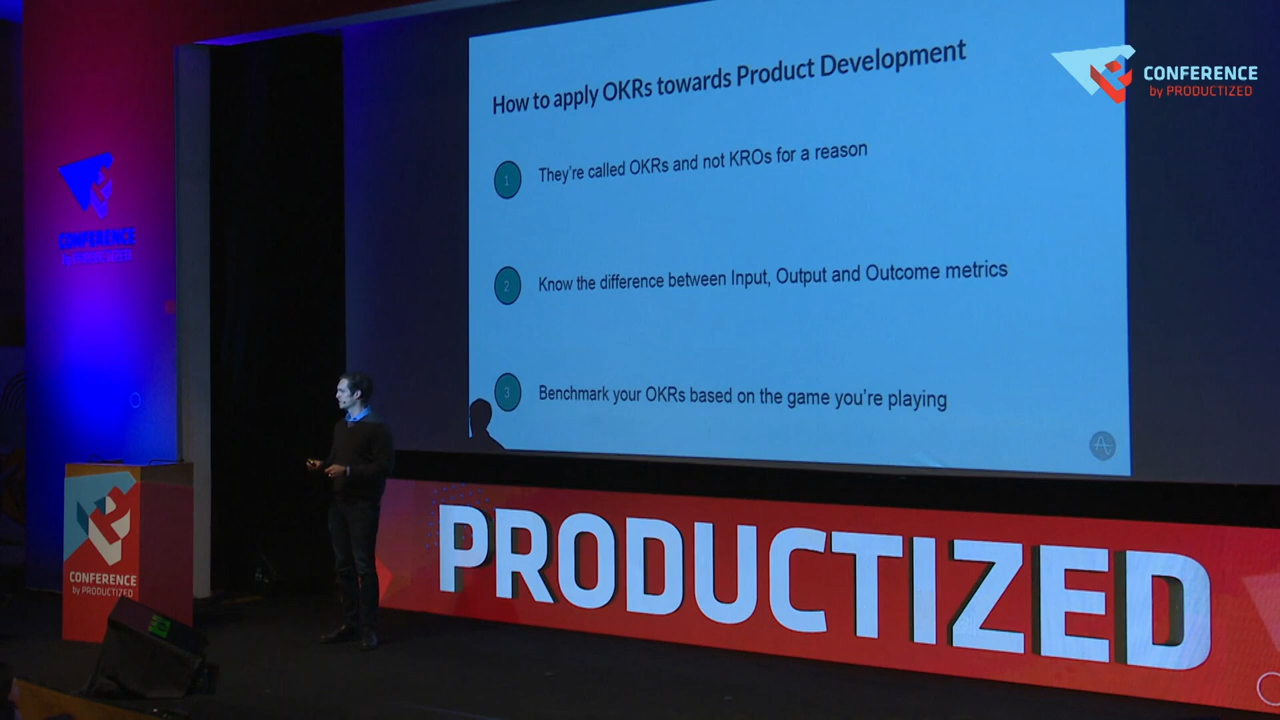 How to apply OKRs towards Product Development
1 They're called OKRs and not KROs for a reason
2 Know the difference between Input, Output and Outcome metrics
3 Benchmark your OKRs based on the game you're playing
CONFERENCE
by PRODUCTIZED
CONFERENCE
by PRODUCTIZED
CONFERENCE
by PRODUCTIZED
PRODUCTIZED